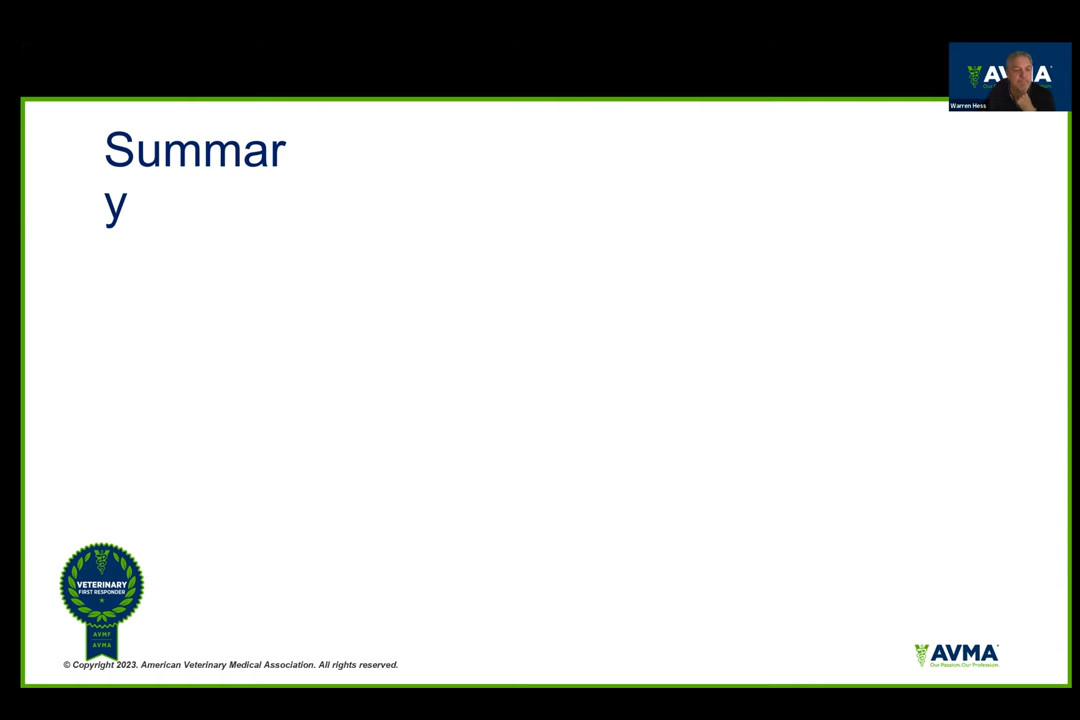 AVMA
Warren Hess
Summar
y
VETERINARY
FIRST RESPONDER
AVMF
AVMA
© Copyright 2023. American Veterinary Medical Association. All rights reserved.
AVMA
Our Passion. Our Profession.